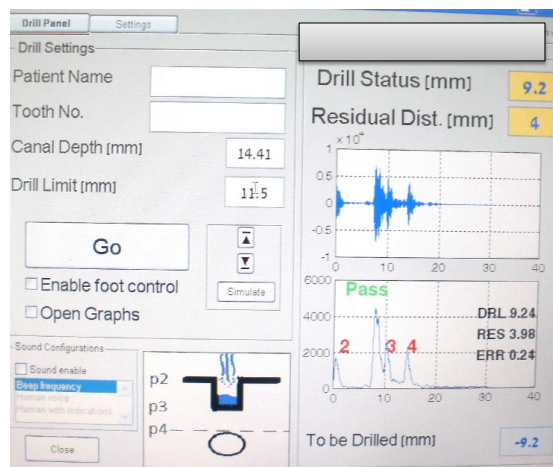 Drill Panel
Settings
Drill Settings
Patient Name
Tooth No.
Canal Depth [mm]
14.41
Drill Limit [mm]
11.5
Go
Enable foot control
Open Graphs
Simulate
Sound Configurations
Sound enable
Beep frequency
Human voice
Human with indications
Close
p2
p3
p4
Drill Status [mm]
9.2
Residual Dist. [mm]
4
x 10⁴
1
0.5
0
-0.5
-1
0 10 20 30 40
6000
4000
2000
0
Pass
2 3 4
DRL 9.24
RES 3.98
ERR 0.24
0 10 20 30 40
To be Drilled [mm]
-9.2